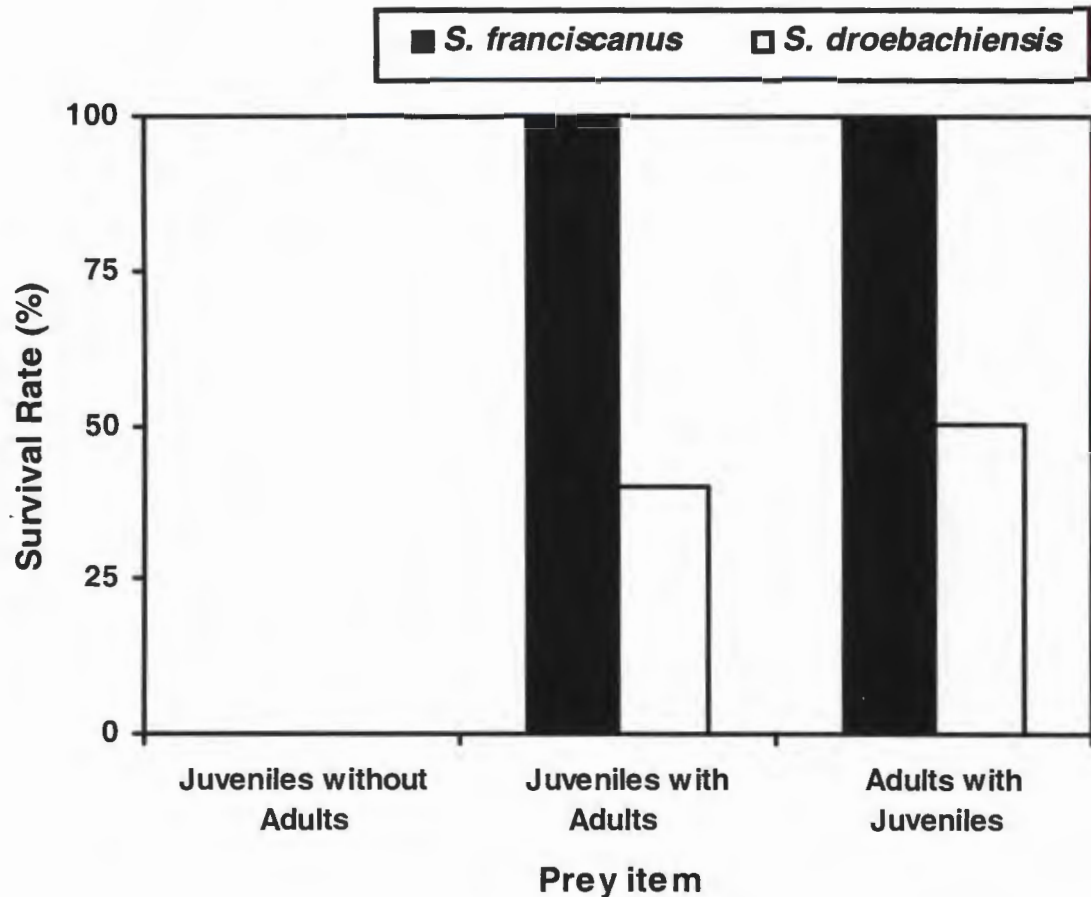 S. franciscanus S. droebachiensis
100
75
50
25
0
Survival Rate (%)
Juveniles without
Adults
Juveniles with
Adults
Adults with
Juveniles
Prey item